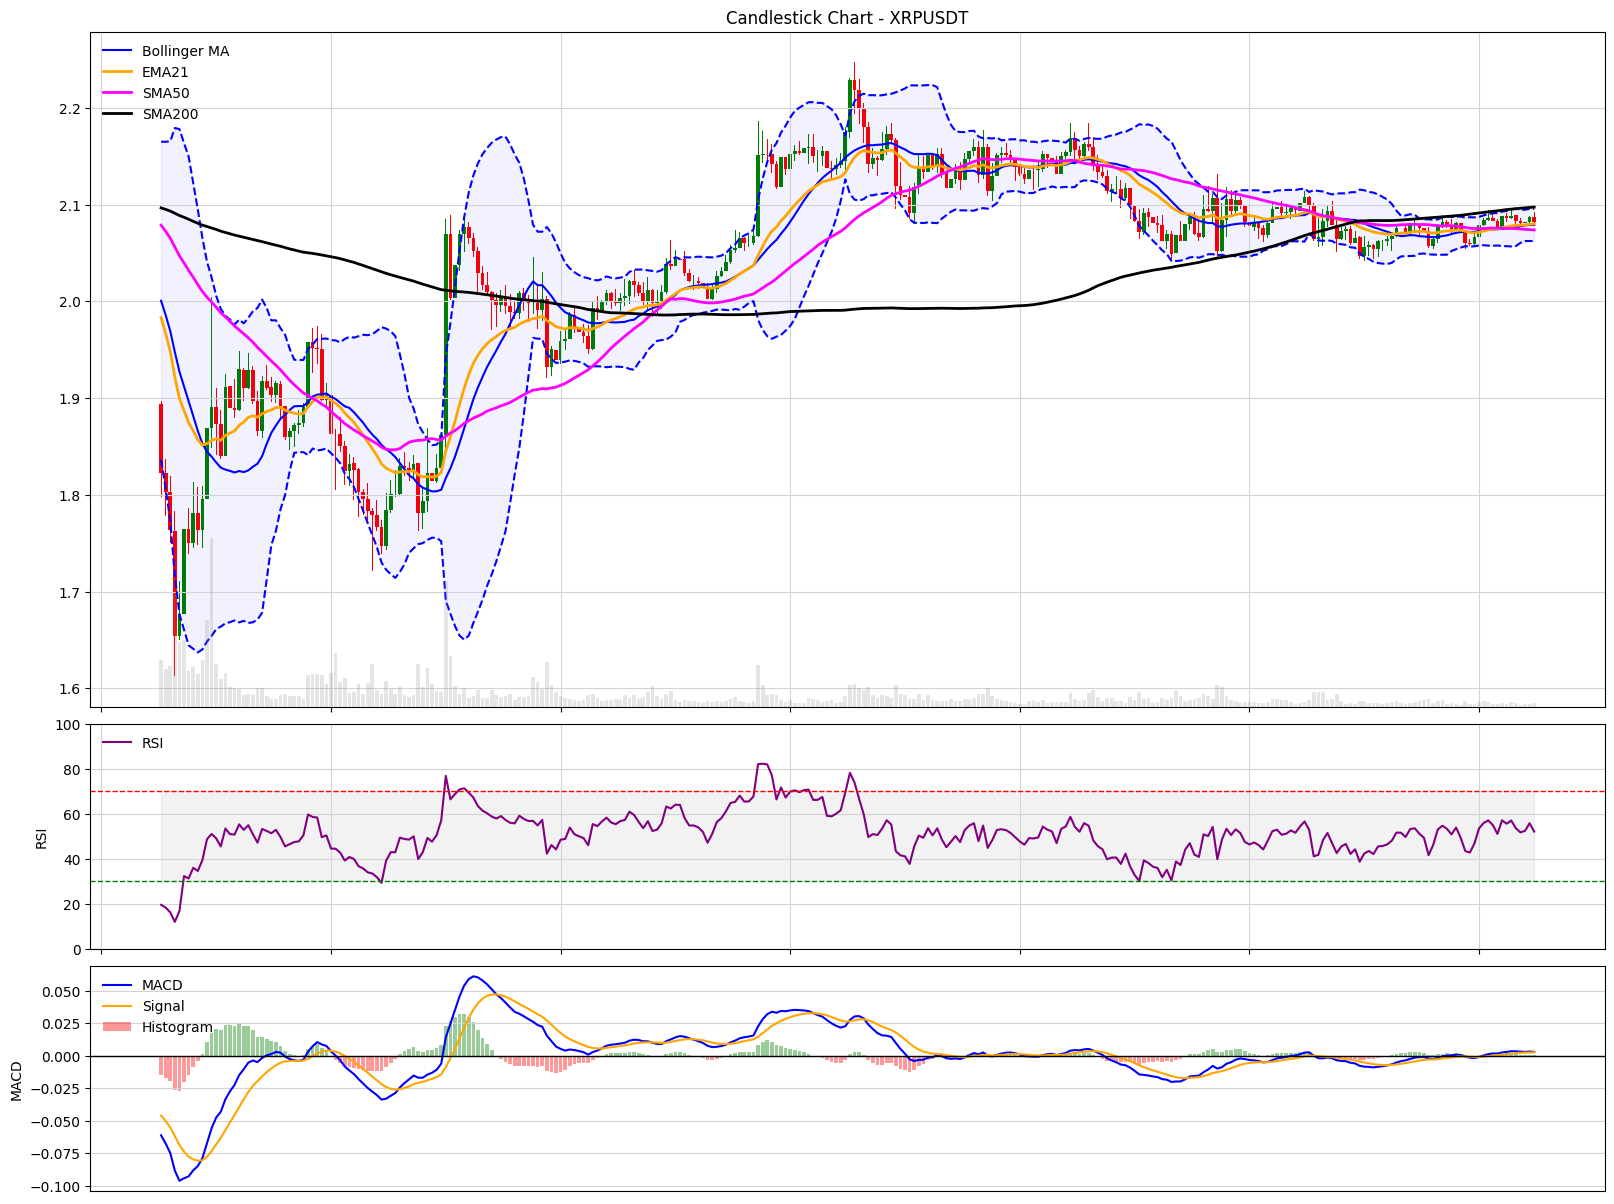 Candlestick Chart - XRPUSDT
Bollinger MA
EMA21
SMA50
SMA200
2.2
2.1
2.0
1.9
1.8
1.7
1.6
RSI
100
80
60
40
20
0
RSI
MACD
Signal
Histogram
0.050
0.025
0.000
−0.025
−0.050
−0.075
−0.100
MACD